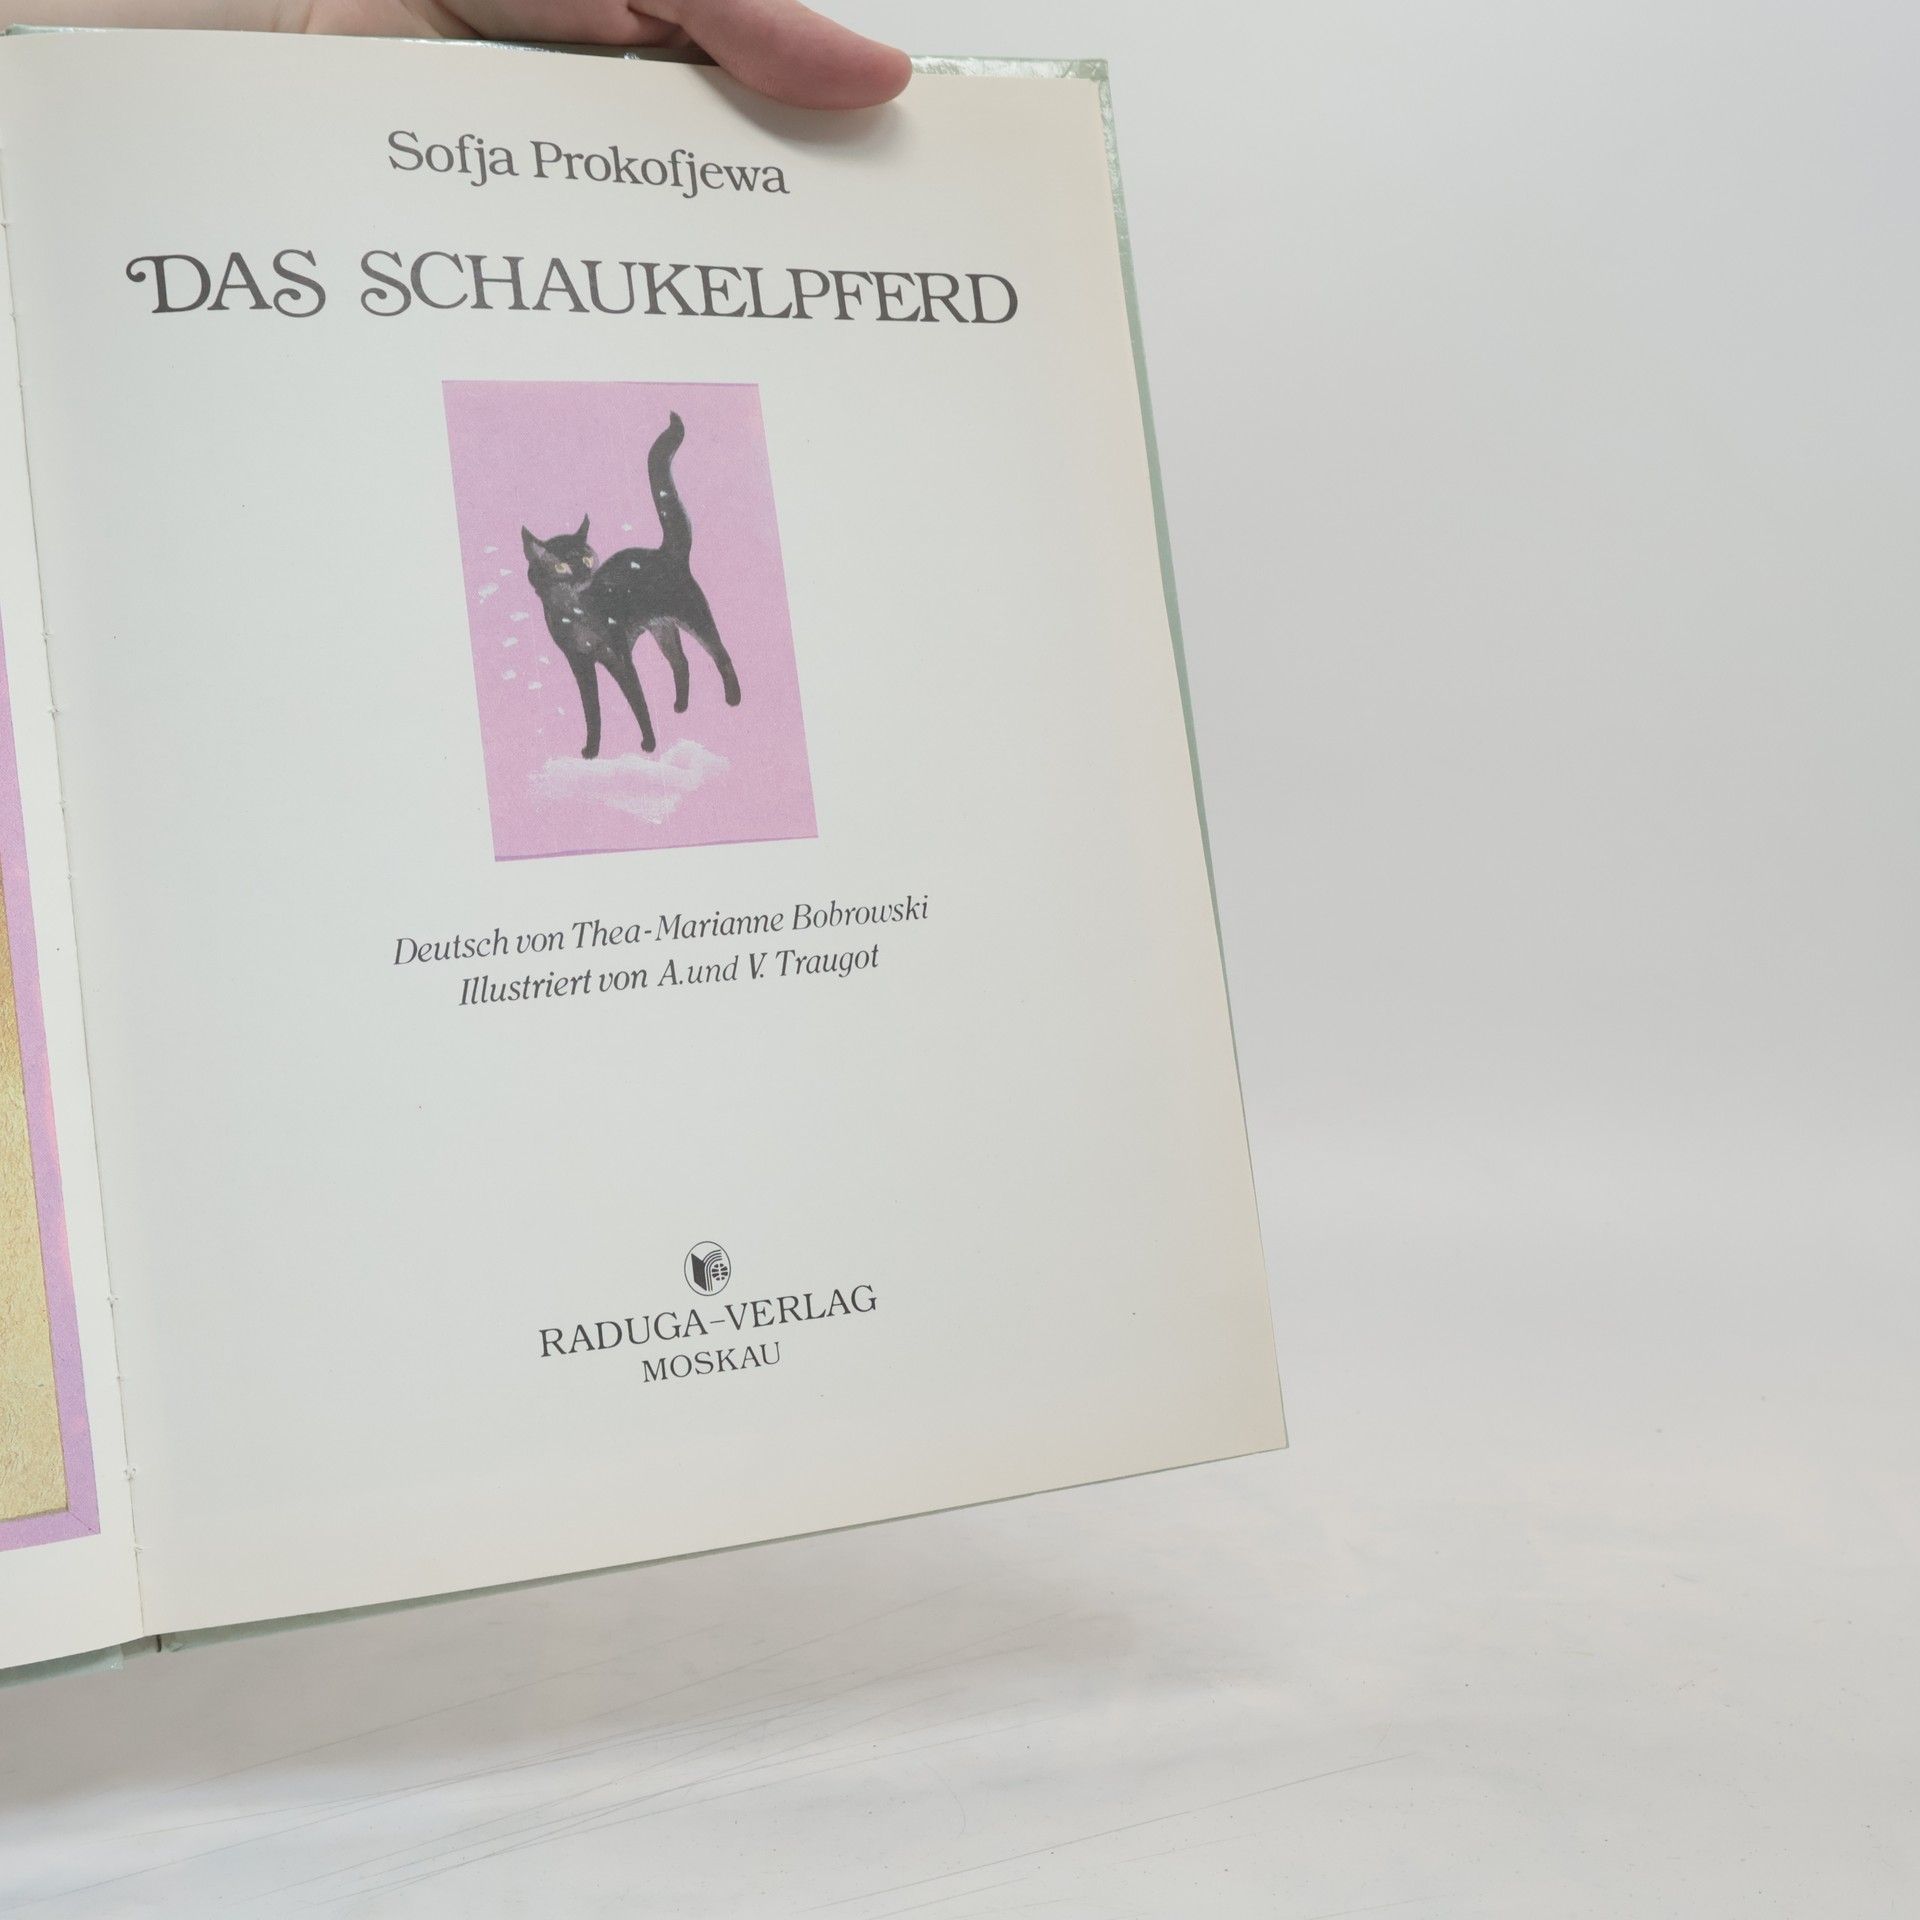 Sofja Prokofjewa
DAS SCHAUKELPFERD
Deutsch von Thea-Marianne Bobrowski
Illustriert von A.und V. Traugot
RADUGA-VERLAG
MOSKAU